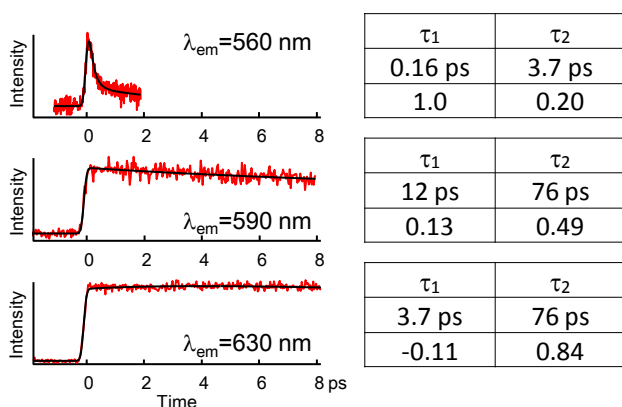 Intensity
λem=560 nm
0 2 4 6 8
τ1 τ2
0.16 ps 3.7 ps
1.0 0.20
Intensity
λem=590 nm
0 2 4 6 8
τ1 τ2
12 ps 76 ps
0.13 0.49
Intensity
λem=630 nm
0 2 4 6 8 ps
Time
τ1 τ2
3.7 ps 76 ps
-0.11 0.84